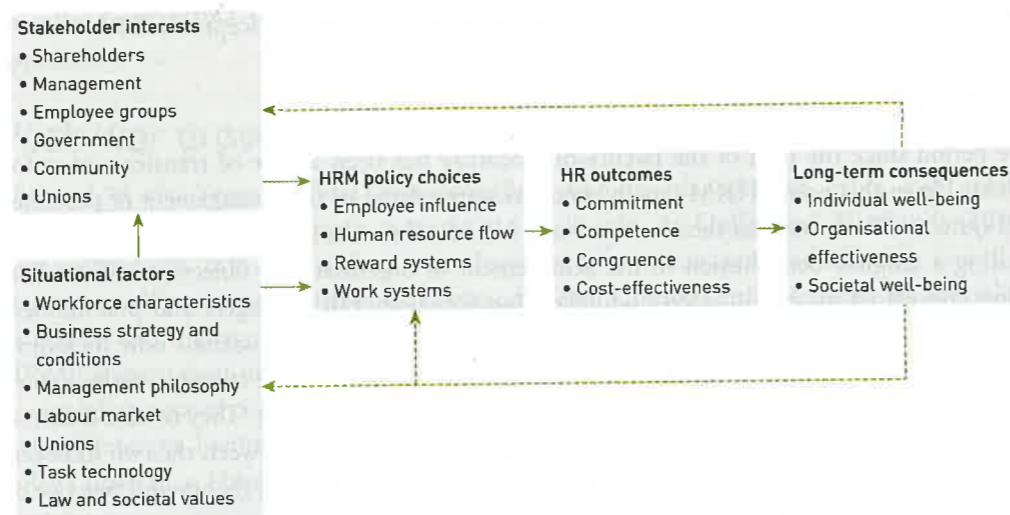 Stakeholder interests
• Shareholders
• Management
• Employee groups
• Government
• Community
• Unions
Situational factors
• Workforce characteristics
• Business strategy and
conditions
• Management philosophy
• Labour market
• Unions
• Task technology
• Law and societal values
HRM policy choices
• Employee influence
• Human resource flow
• Reward systems
• Work systems
HR outcomes
• Commitment
• Competence
• Congruence
• Cost-effectiveness
Long-term consequences
• Individual well-being
• Organisational
effectiveness
• Societal well-being